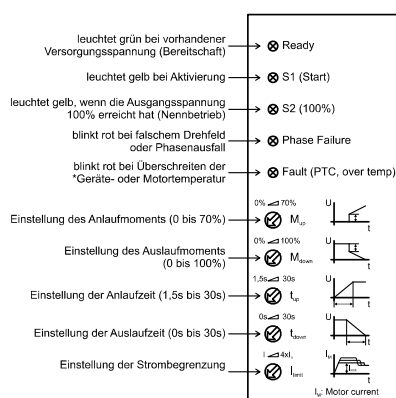 leuchtet grün bei vorhandener
Versorgungsspannung (Bereitschaft)
Ready
leuchtet gelb bei Aktivierung
S1 (Start)
leuchtet gelb, wenn die Ausgangsspannung
100% erreicht hat (Nennbetrieb)
S2 (100%)
blinkt rot bei falschem Drehfeld
oder Phasenausfall
Phase Failure
blinkt rot bei Überschreiten der
*Geräte- oder Motortemperatur
Fault (PTC, over temp)
0% 70%
Einstellung des Anlaufmoments (0 bis 70%)
Mup
U
t
0% 100%
Einstellung des Auslaufmoments
(0 bis 100%)
Mdown
U
t
1,5s 30s
Einstellung der Anlaufzeit (1,5s bis 30s)
tup
U
t
0s 30s
Einstellung der Auslaufzeit (0s bis 30s)
tdown
U
t
Einstellung der Strombegrenzung
Ilimit
t
: Motor current